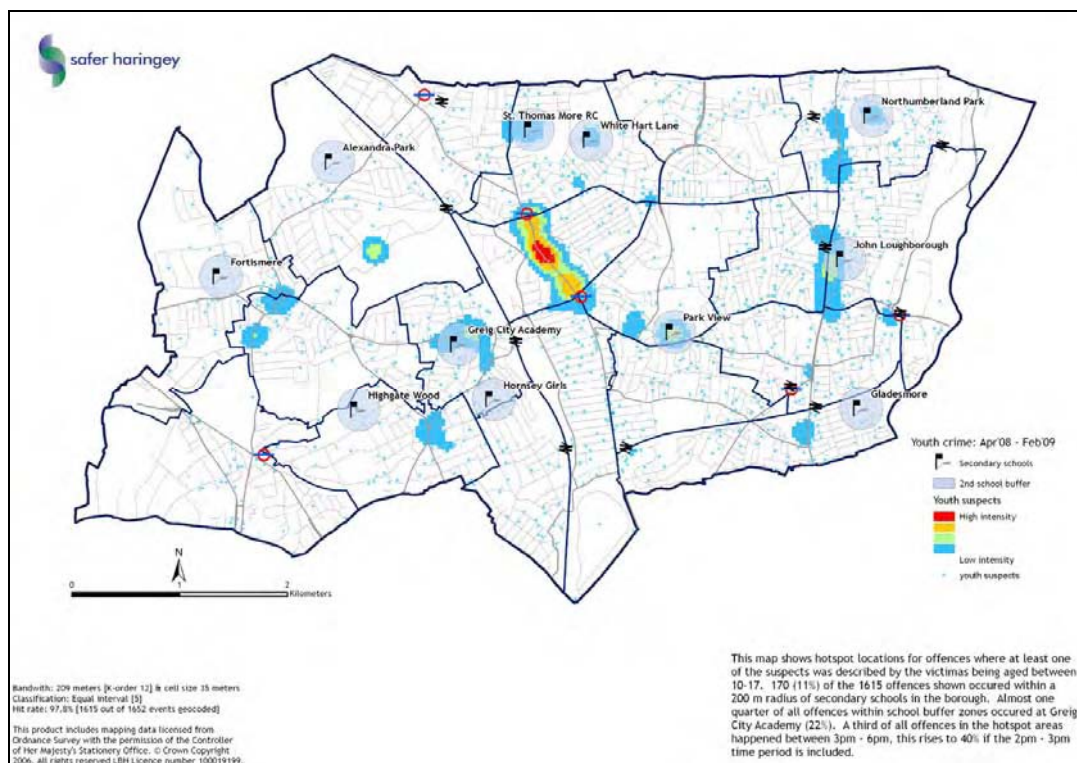 safer haringey
Northumberland Park
St. Thomas More RC
White Hart Lane
Alexandra Park
John Loughborough
Fortismere
Park View
Greig City Academy
Highgate Wood
Hornsey Girls
Gladesmore
Youth crime: Apr'08 - Feb'09
Secondary schools
2nd school buffer
Youth suspects
High intensity
Low intensity
youth suspects
N
0 1 2
Kilometers
This map shows hotspot locations for offences where at least one
of the suspects was described by the victimas being aged between
10-17. 170 (11%) of the 1615 offences shown occured within a
200 m radius of secondary schools in the borough. Almost one
quarter of all offences within school buffer zones occured at Greig
City Academy (22%). A third of all offences in the hotspot areas
happened between 3pm - 6pm, this rises to 40% if the 2pm - 3pm
time period is included.
Bandwith: 209 meters [K-order 12] & cell size 35 meters
Classification: Equal Interval [5]
Hit rate: 97.8% [1615 out of 1652 events geocoded]
This product includes mapping data licensed from
Ordnance Survey with the permission of the Controller
of Her Majesty's Stationery Office. © Crown Copyright
2006. All rights reserved LBH Licence number 100019199.